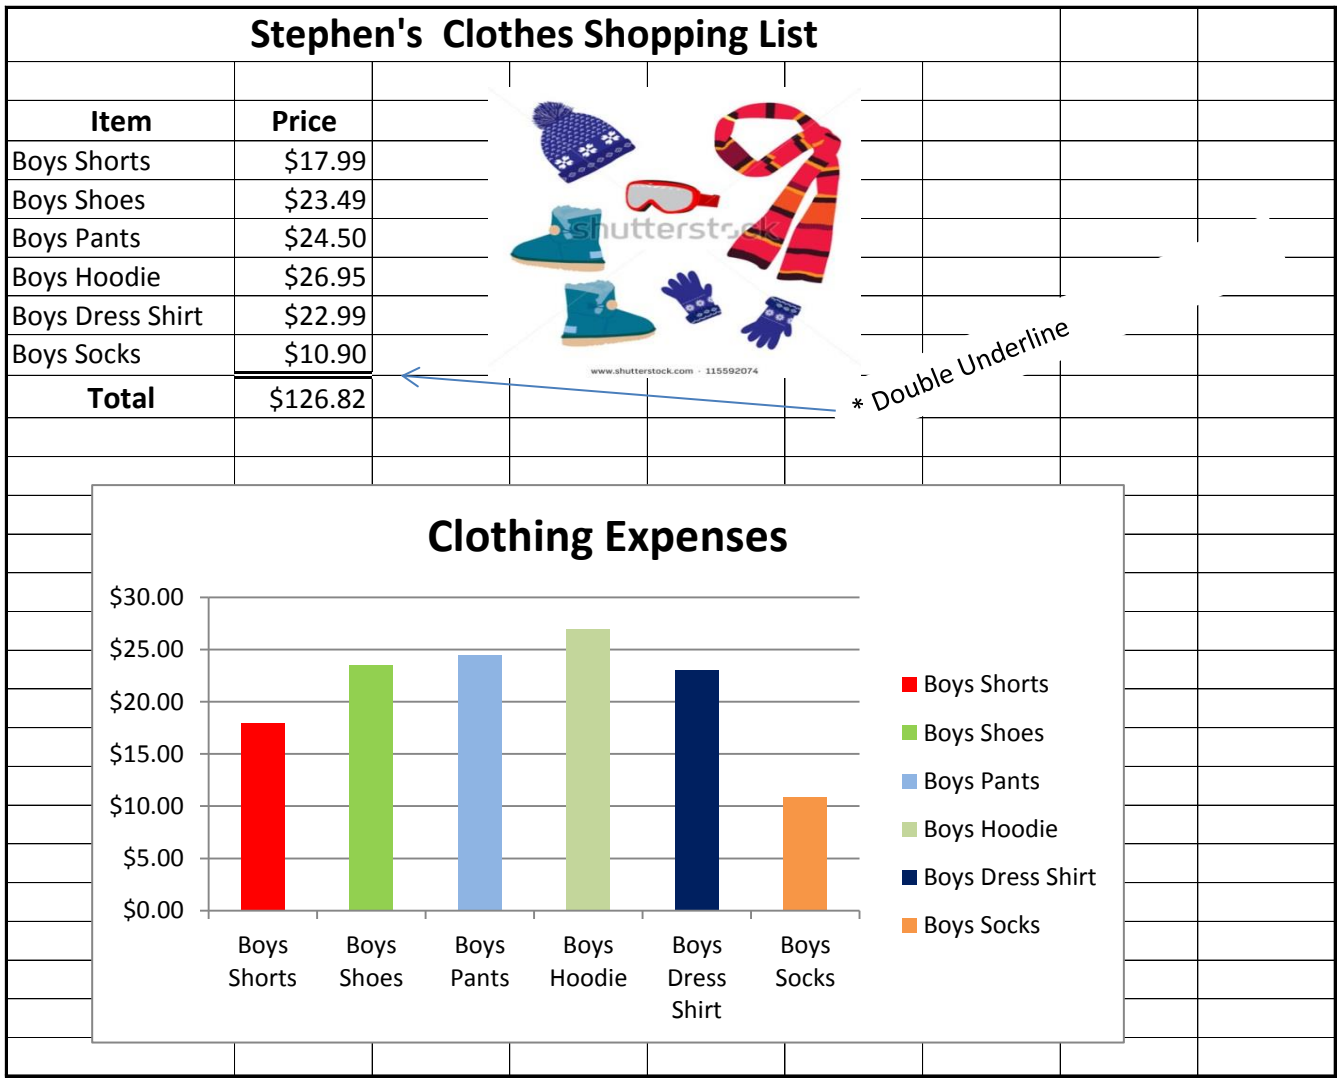 Stephen's  Clothes Shopping List
Item Price
Boys Shorts $17.99
Boys Shoes $23.49
Boys Pants $24.50
Boys Hoodie $26.95
Boys Dress Shirt $22.99
Boys Socks $10.90
Total $126.82
shutterstock
www.shutterstock.com · 115592074
* Double Underline
Clothing Expenses
$30.00
$25.00
$20.00
$15.00
$10.00
$5.00
$0.00
Boys Shorts
Boys Shoes
Boys Pants
Boys Hoodie
Boys Dress Shirt
Boys Socks
Boys Boys Boys Boys Boys Boys
Shorts Shoes Pants Hoodie Dress Socks
Shirt